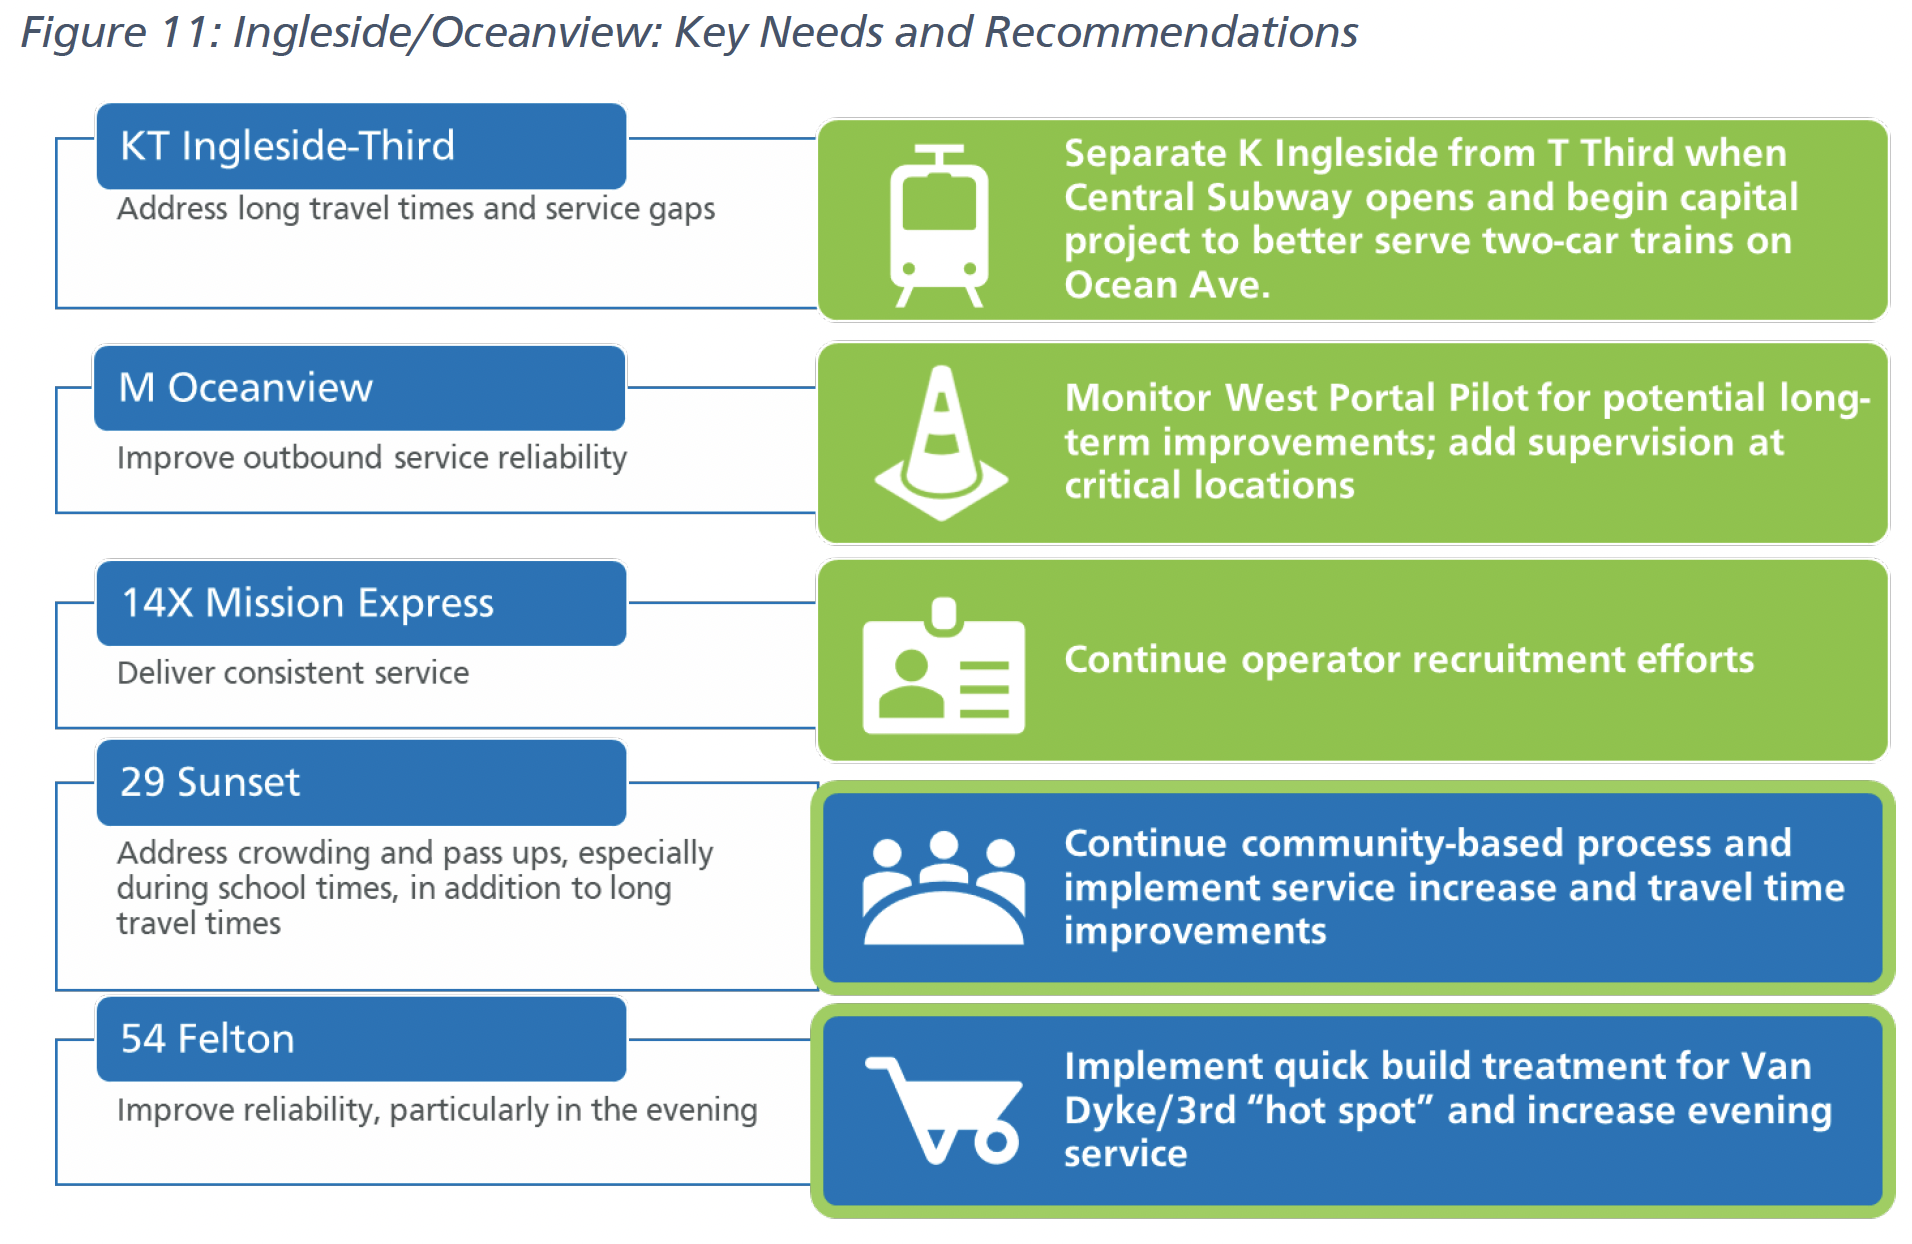 Figure 11: Ingleside/Oceanview: Key Needs and Recommendations
KT Ingleside-Third
Address long travel times and service gaps
Separate K Ingleside from T Third when
Central Subway opens and begin capital
project to better serve two-car trains on
Ocean Ave.
M Oceanview
Improve outbound service reliability
Monitor West Portal Pilot for potential long-
term improvements; add supervision at
critical locations
14X Mission Express
Deliver consistent service
Continue operator recruitment efforts
29 Sunset
Address crowding and pass ups, especially
during school times, in addition to long
travel times
Continue community-based process and
implement service increase and travel time
improvements
54 Felton
Improve reliability, particularly in the evening
Implement quick build treatment for Van
Dyke/3rd “hot spot” and increase evening
service